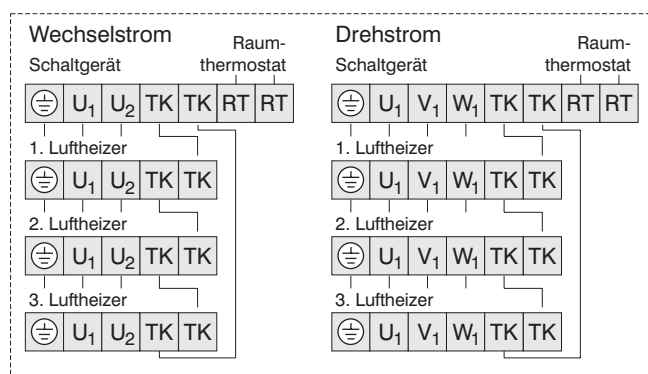 Wechselstrom
Schaltgerät
Raum-
thermostat
U₁ U₂ TK TK RT RT
1. Luftheizer
U₁ U₂ TK TK
2. Luftheizer
U₁ U₂ TK TK
3. Luftheizer
U₁ U₂ TK TK
Drehstrom
Schaltgerät
Raum-
thermostat
U₁ V₁ W₁ TK TK RT RT
1. Luftheizer
U₁ V₁ W₁ TK TK
2. Luftheizer
U₁ V₁ W₁ TK TK
3. Luftheizer
U₁ V₁ W₁ TK TK